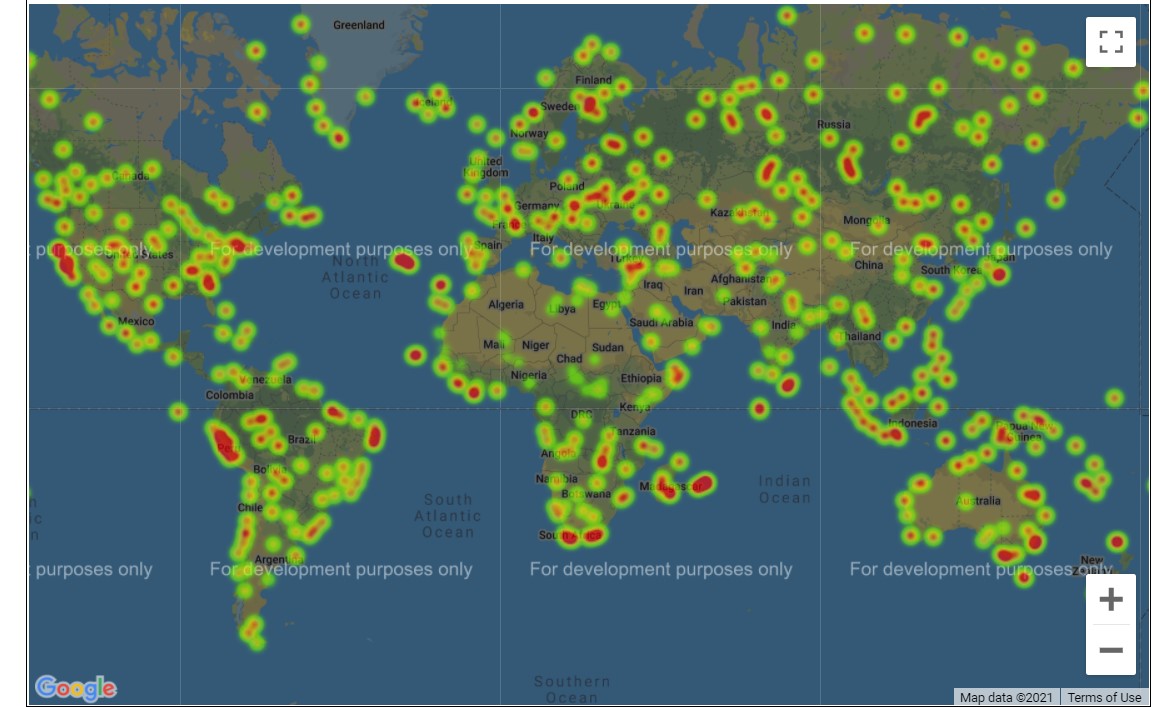 Greenland
Iceland
Finland
Sweden
Norway
Russia
United
Kingdom
Canada
Poland
Germany
Ukraine
France
Kazakhstan
Mongolia
Italy
Spain
United States
t purposes only
For development purposes only
For development purposes only
For development purposes only
North
Atlantic
Ocean
Turkey
China
South Korea
Japan
Iraq
Iran
Afghanistan
Algeria
Libya
Egypt
Pakistan
Mexico
Saudi Arabia
India
Thailand
Mali
Niger
Sudan
Chad
Nigeria
Ethiopia
Venezuela
Colombia
DRC
Kenya
Indonesia
Papua New
Guinea
Brazil
Tanzania
Peru
Angola
Bolivia
Namibia
Botswana
Madagascar
Indian
Ocean
Australia
Chile
South
Atlantic
Ocean
South Africa
Argentina
New
Zealand
purposes only
For development purposes only
For development purposes only
For development purposes only
Southern
Ocean
Google
Map data ©2021
Terms of Use